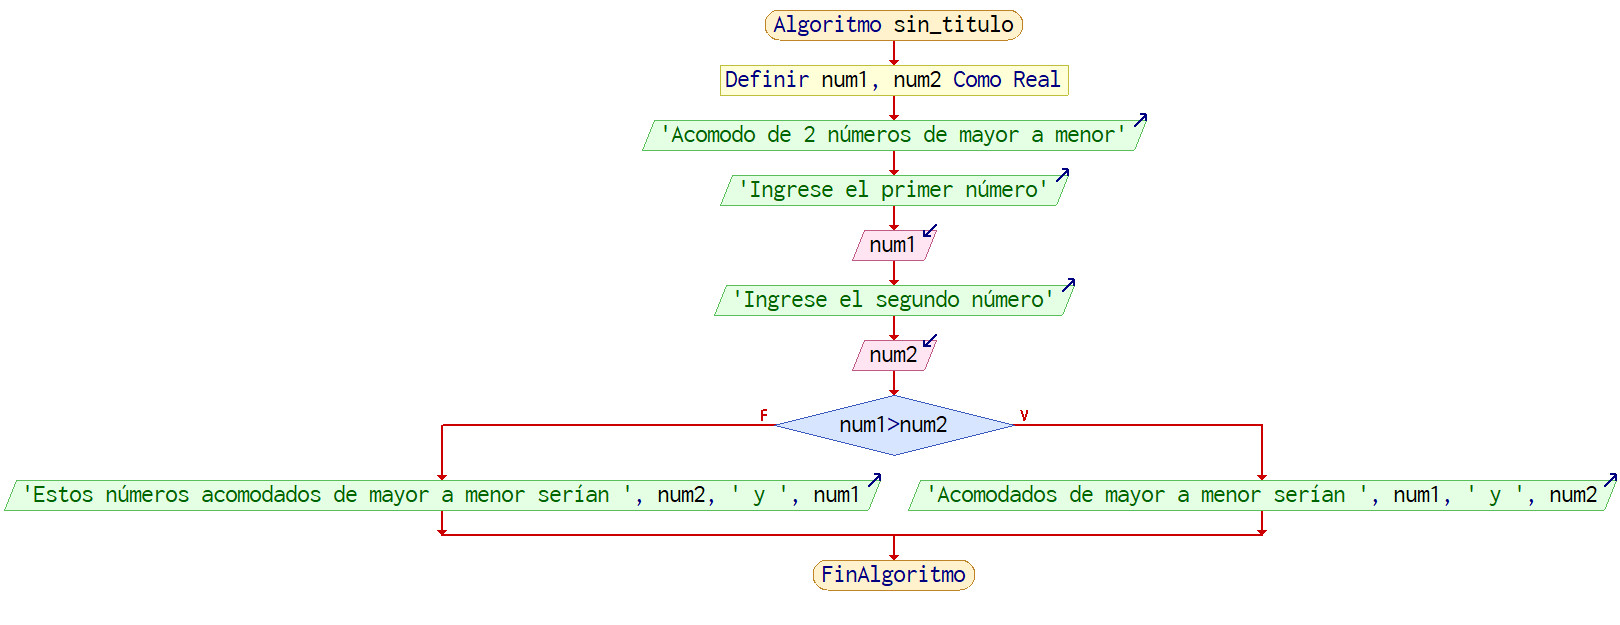 Algoritmo sin_titulo
Definir num1, num2 Como Real
'Acomodo de 2 números de mayor a menor'
'Ingrese el primer número'
num1
'Ingrese el segundo número'
num2
F
num1>num2
V
'Estos números acomodados de mayor a menor serían ', num2, ' y ', num1
'Acomodados de mayor a menor serían ', num1, ' y ', num2
FinAlgoritmo